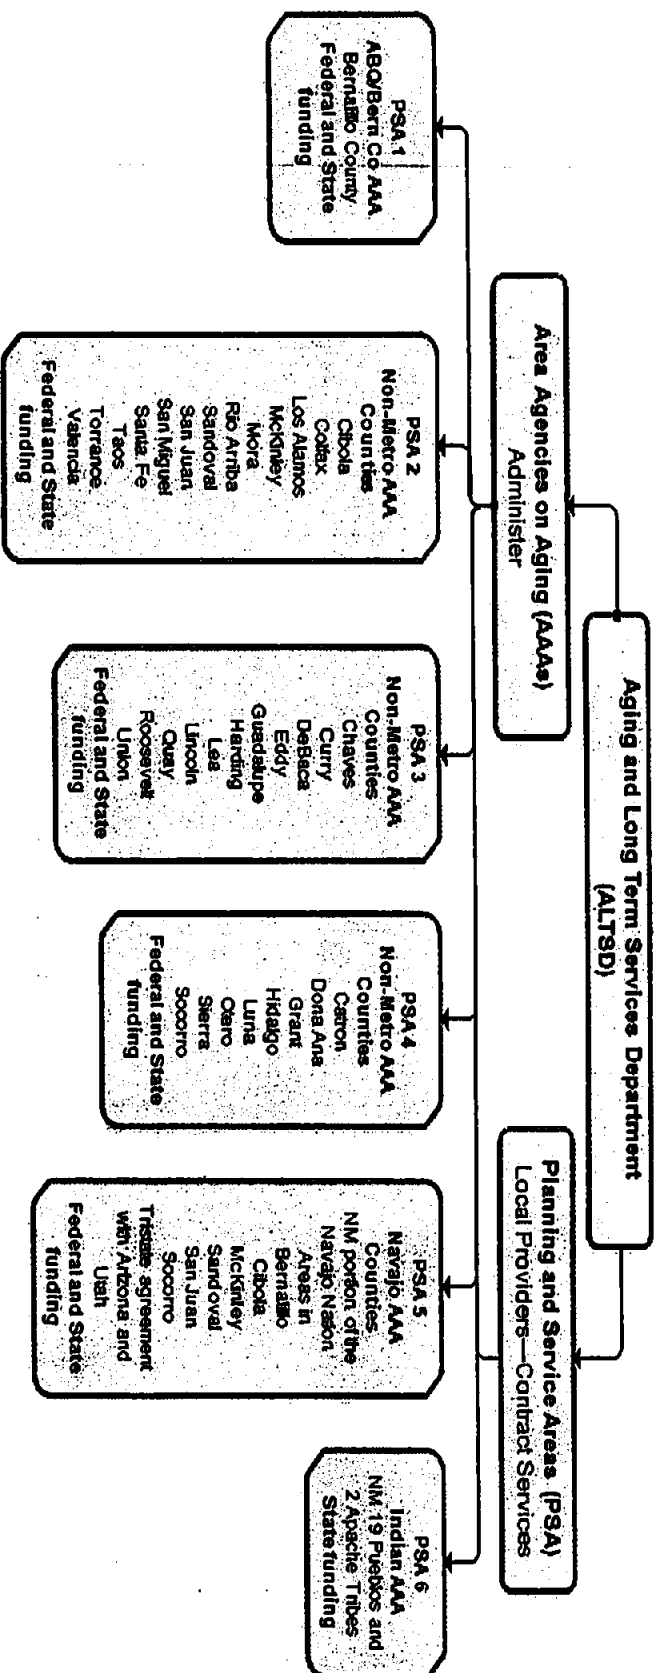 Aging and Long Term Services Department
(ALTSD)
Area Agencies on Aging (AAAs)
Administer
Planning and Service Areas (PSA)
Local Providers—Contract Services
PSA 1
ABQ/Bern Co AAA
Bernalillo County
Federal and State
funding
PSA 2
Non-Metro AAA
Counties
Cibola
Colfax
Los Alamos
McKinley
Mora
Rio Arriba
Sandoval
San Juan
San Miguel
Santa Fe
Taos
Torrance
Valencia
Federal and State
funding
PSA 3
Non-Metro AAA
Counties
Chaves
Curry
DeBaca
Eddy
Guadalupe
Harding
Lea
Lincoln
Quay
Roosevelt
Union
Federal and State
funding
PSA 4
Non-Metro AAA
Counties
Catron
Dona Ana
Grant
Hidalgo
Luna
Otero
Sierra
Socorro
Federal and State
funding
PSA 5
Navajo AAA
Counties
NM portion of the
Navajo Nation
Areas in
Bernalillo
Cibola
McKinley
Sandoval
San Juan
Socorro
Tristate agreement
with Arizona and
Utah
Federal and State
funding
PSA 6
Indian AAA
NM 19 Pueblos and
2 Apache Tribes
State funding